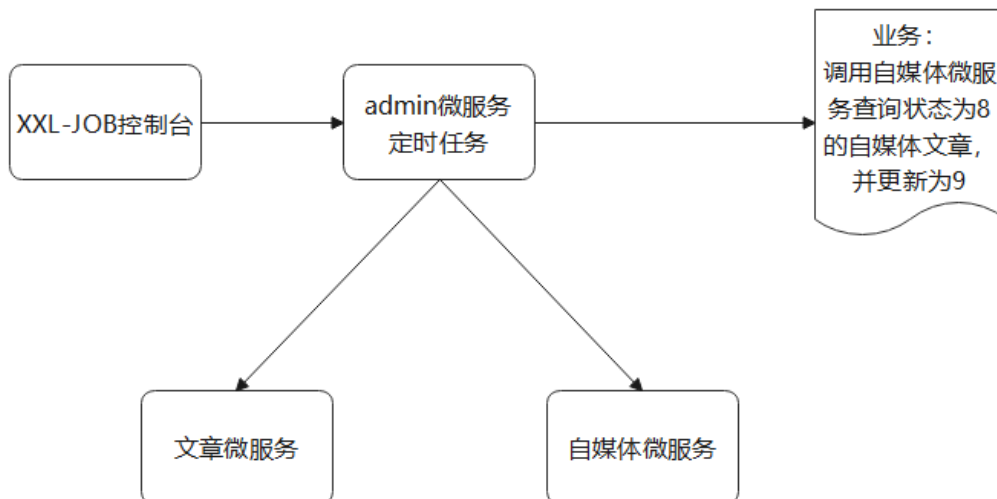 业务：
调用自媒体微服
务查询状态为8
的自媒体文章，
并更新为9
XXL-JOB控制台
admin微服务
定时任务
文章微服务
自媒体微服务